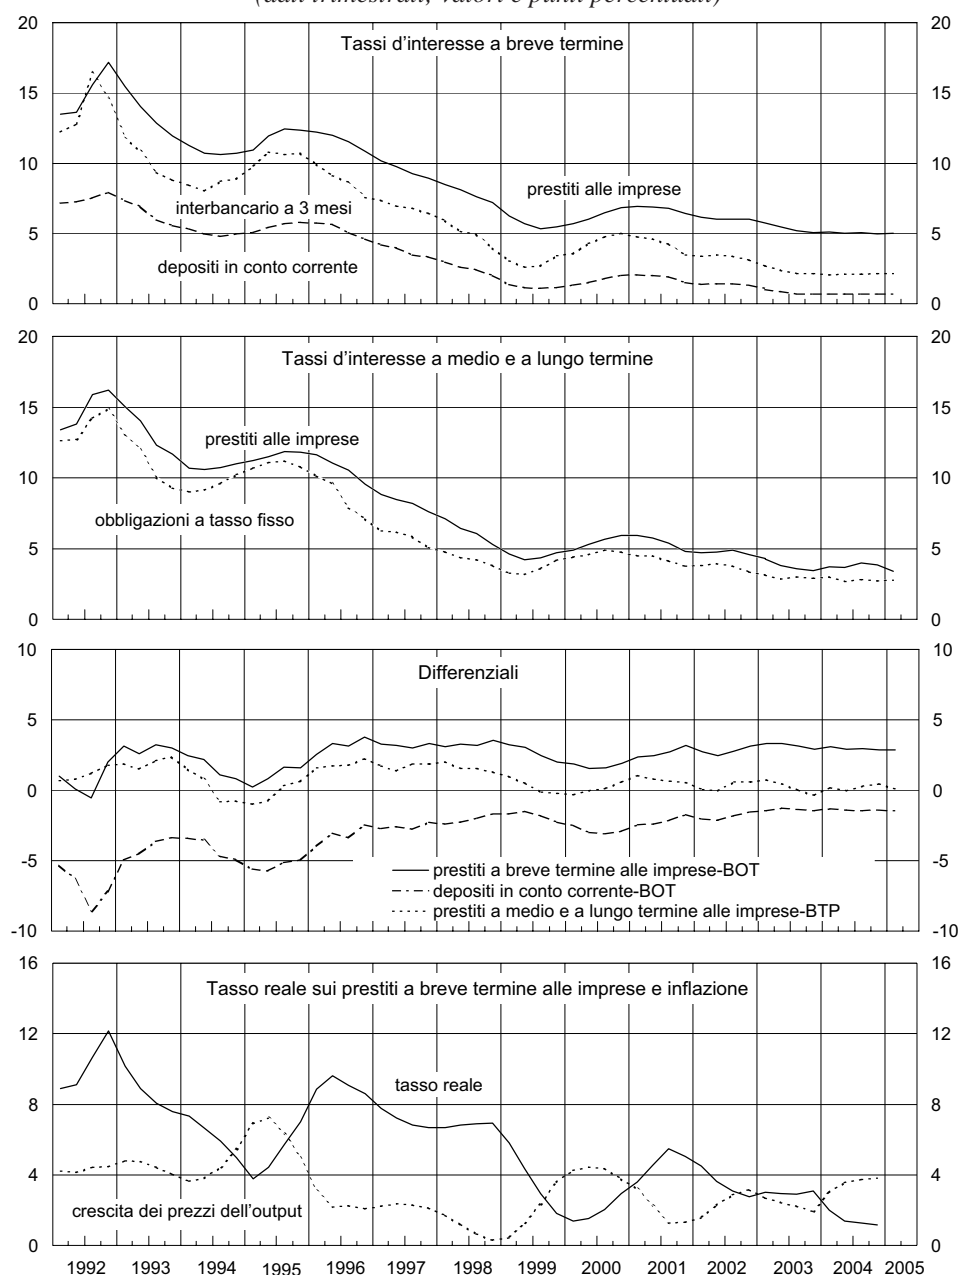 (dati trimestrali, valori e punti percentuali)
20 20
Tassi d'interesse a breve termine
15 15
10 10
prestiti alle imprese
interbancario a 3 mesi
5 5
depositi in conto corrente
0 0
20 20
Tassi d'interesse a medio e a lungo termine
15 15
prestiti alle imprese
10 10
obbligazioni a tasso fisso
5 5
0 0
10 10
Differenziali
5 5
0 0
-5 -5
prestiti a breve termine alle imprese-BOT
depositi in conto corrente-BOT
prestiti a medio e a lungo termine alle imprese-BTP
-10 -10
16 16
Tasso reale sui prestiti a breve termine alle imprese e inflazione
12 12
tasso reale
8 8
4 4
crescita dei prezzi dell'output
0 0
1992 1993 1994 1995 1996 1997 1998 1999 2000 2001 2002 2003 2004 2005